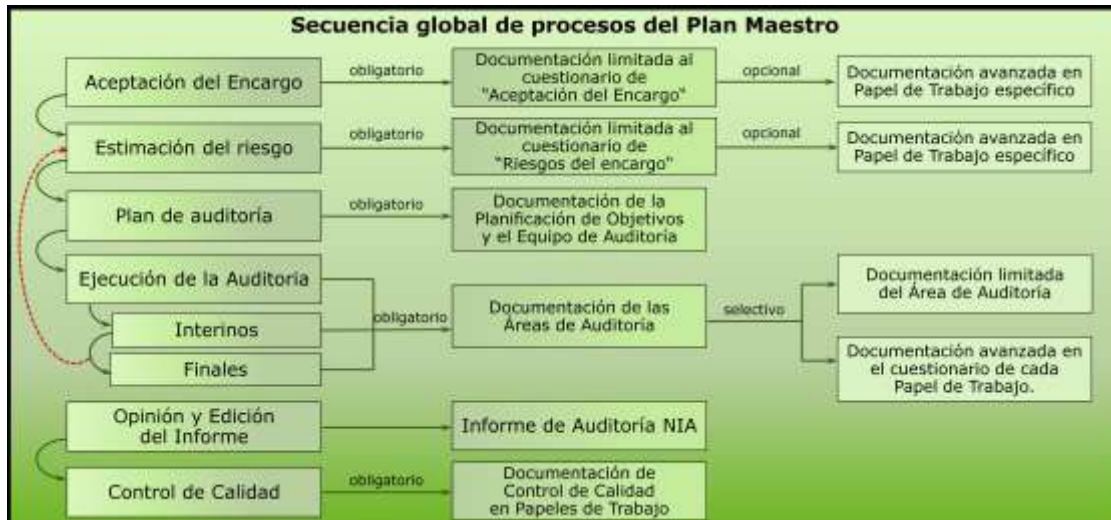 Secuencia global de procesos del Plan Maestro
Aceptación del Encargo
obligatorio
Documentación limitada al
cuestionario de
"Aceptación del Encargo"
opcional
Documentación avanzada en
Papel de Trabajo específico
Estimación del riesgo
obligatorio
Documentación limitada al
cuestionario de
"Riesgos del encargo"
opcional
Documentación avanzada en
Papel de Trabajo específico
Plan de auditoría
obligatorio
Documentación de la
Planificación de Objetivos
y el Equipo de Auditoría
Ejecución de la Auditoria
Interinos
Finales
obligatorio
Documentación de las
Áreas de Auditoría
selectivo
Documentación limitada
del Área de Auditoría
Documentación avanzada en
el cuestionario de cada
Papel de Trabajo.
Opinión y Edición
del Informe
Informe de Auditoría NIA
Control de Calidad
obligatorio
Documentación de
Control de Calidad
en Papeles de Trabajo